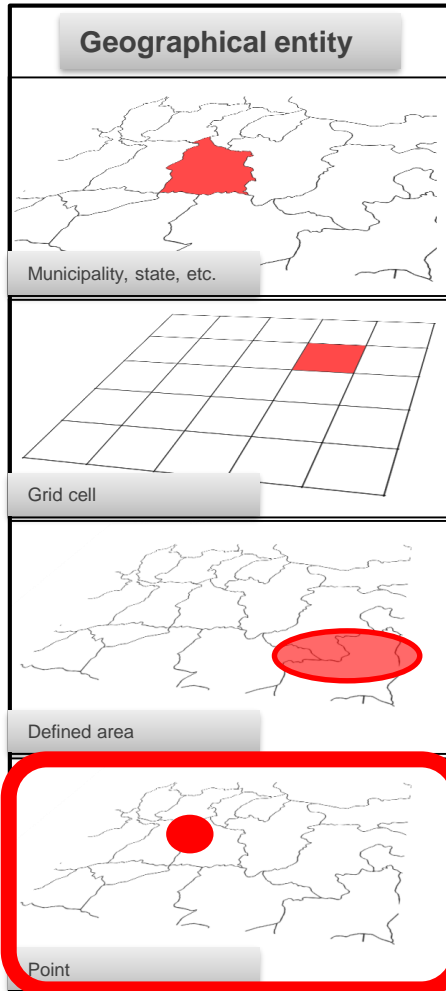 Geographical entity
Municipality, state, etc.
Grid cell
Defined area
Point